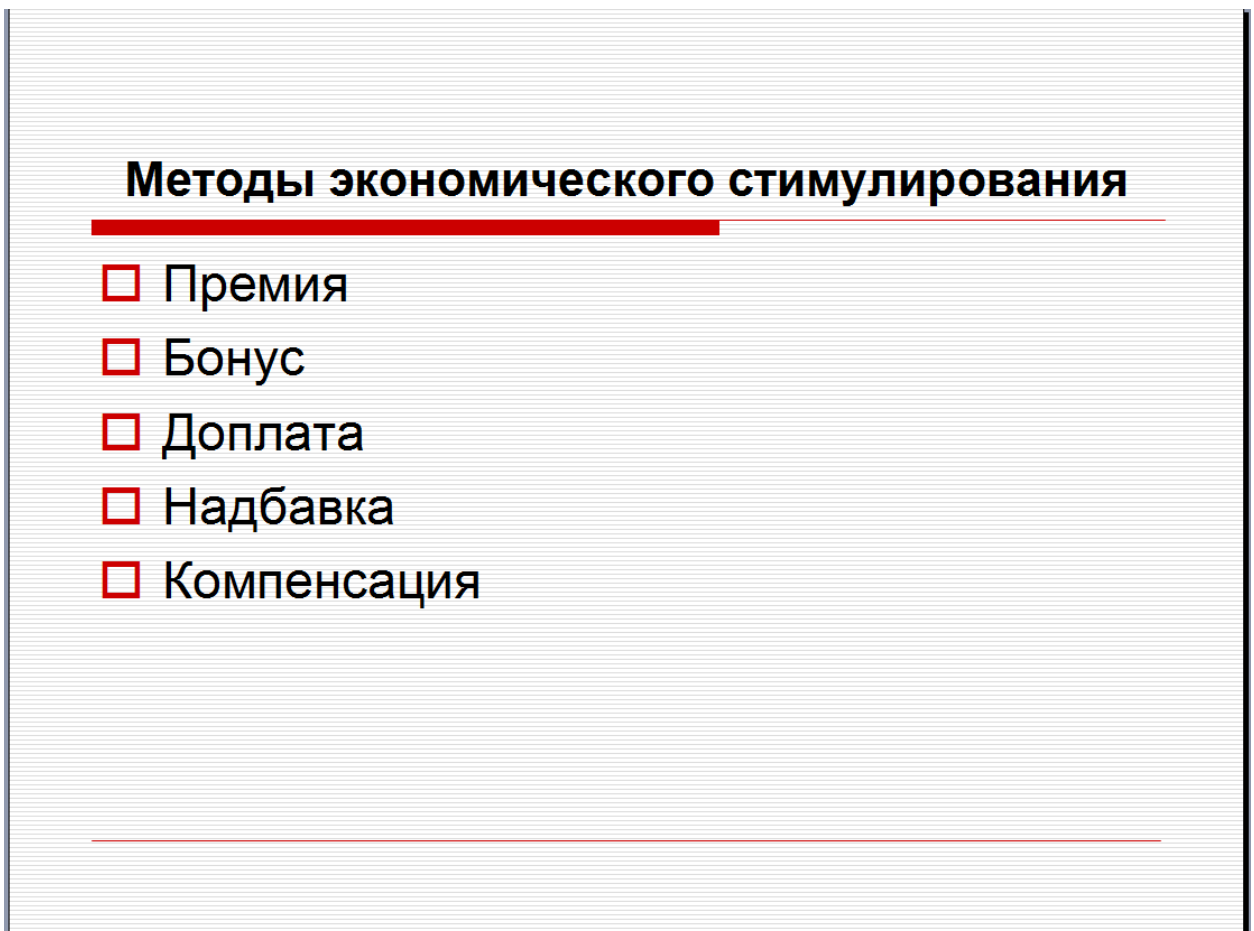 Методы экономического стимулирования
Премия
Бонус
Доплата
Надбавка
Компенсация